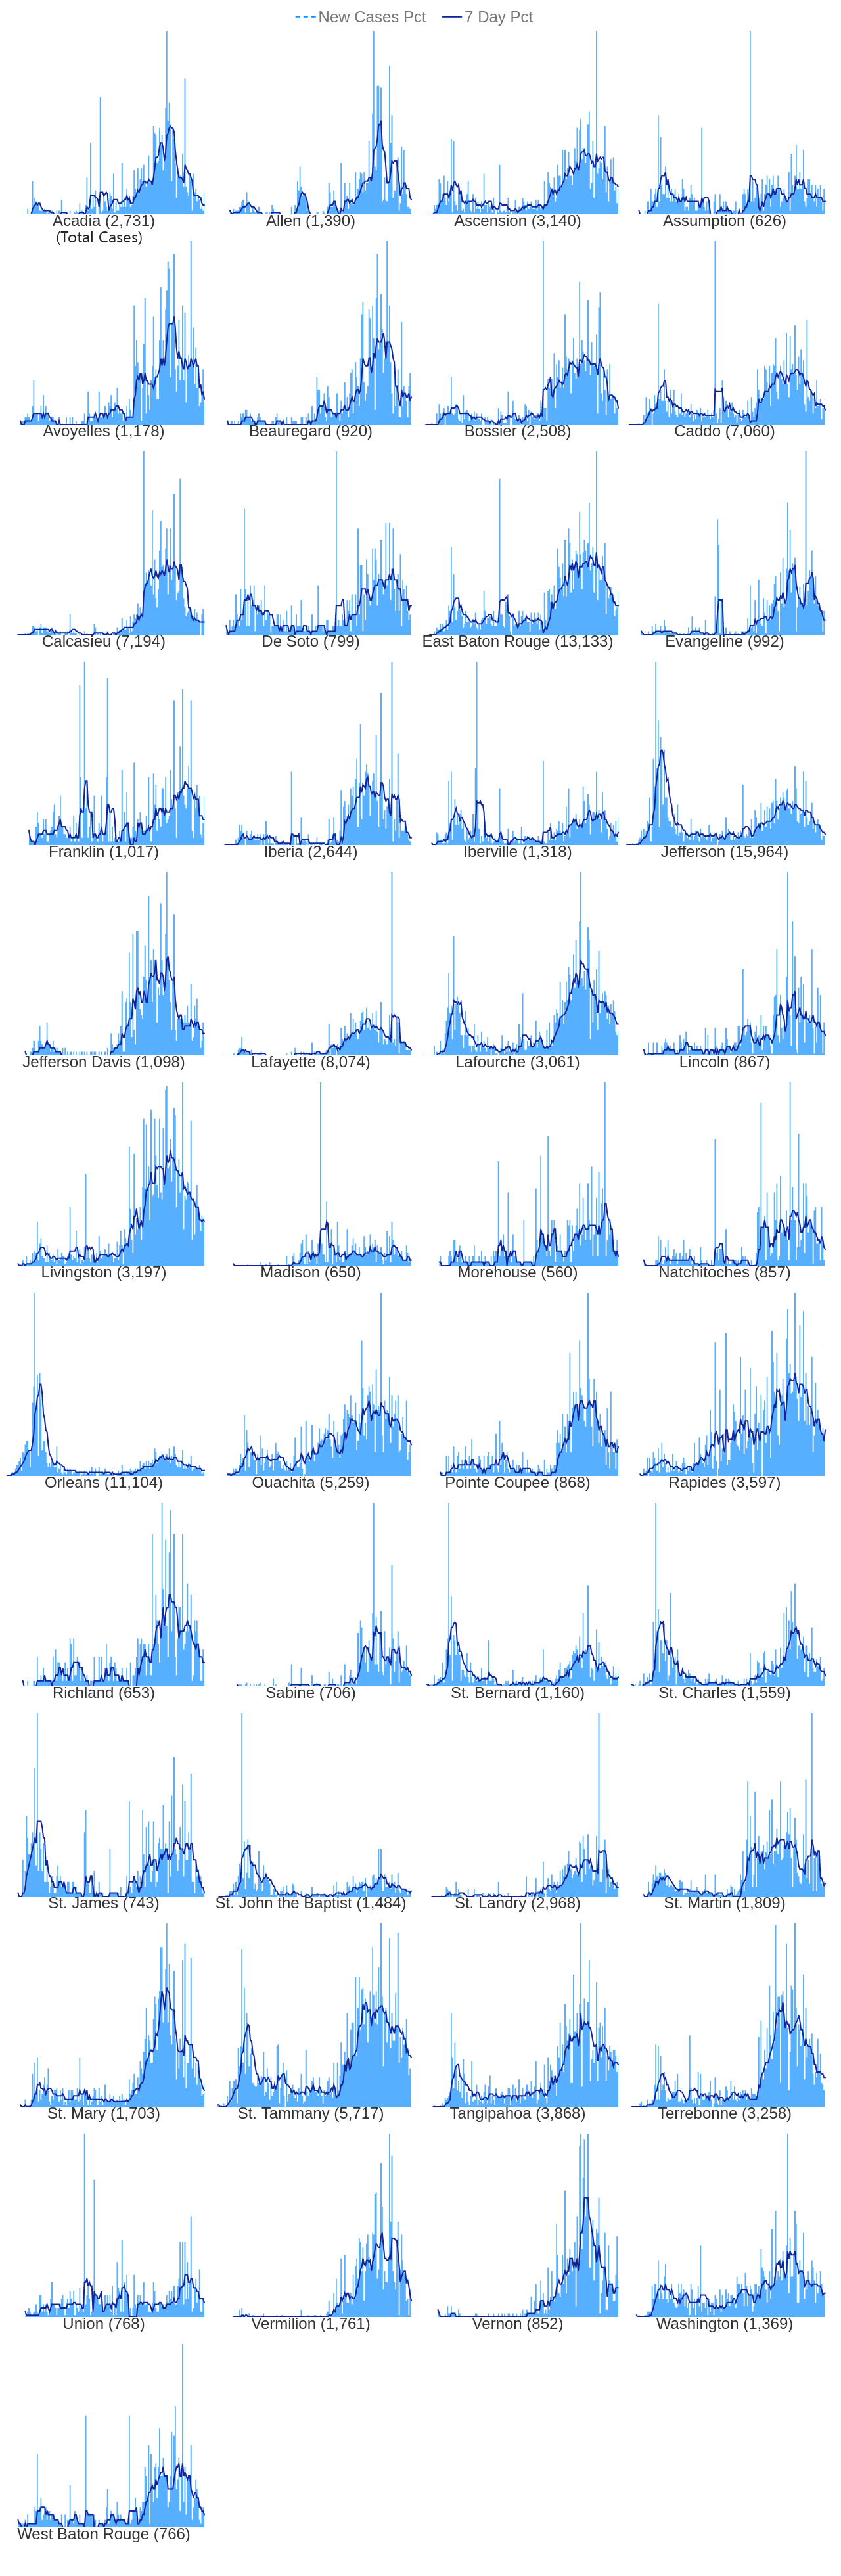 New Cases Pct 7 Day Pct
Acadia (2,731) Allen (1,390) Ascension (3,140) Assumption (626)
(Total Cases)
Avoyelles (1,178) Beauregard (920) Bossier (2,508) Caddo (7,060)
Calcasieu (7,194) De Soto (799) East Baton Rouge (13,133) Evangeline (992)
Franklin (1,017) Iberia (2,644) Iberville (1,318) Jefferson (15,964)
Jefferson Davis (1,098) Lafayette (8,074) Lafourche (3,061) Lincoln (867)
Livingston (3,197) Madison (650) Morehouse (560) Natchitoches (857)
Orleans (11,104) Ouachita (5,259) Pointe Coupee (868) Rapides (3,597)
Richland (653) Sabine (706) St. Bernard (1,160) St. Charles (1,559)
St. James (743) St. John the Baptist (1,484) St. Landry (2,968) St. Martin (1,809)
St. Mary (1,703) St. Tammany (5,717) Tangipahoa (3,868) Terrebonne (3,258)
Union (768) Vermilion (1,761) Vernon (852) Washington (1,369)
West Baton Rouge (766)